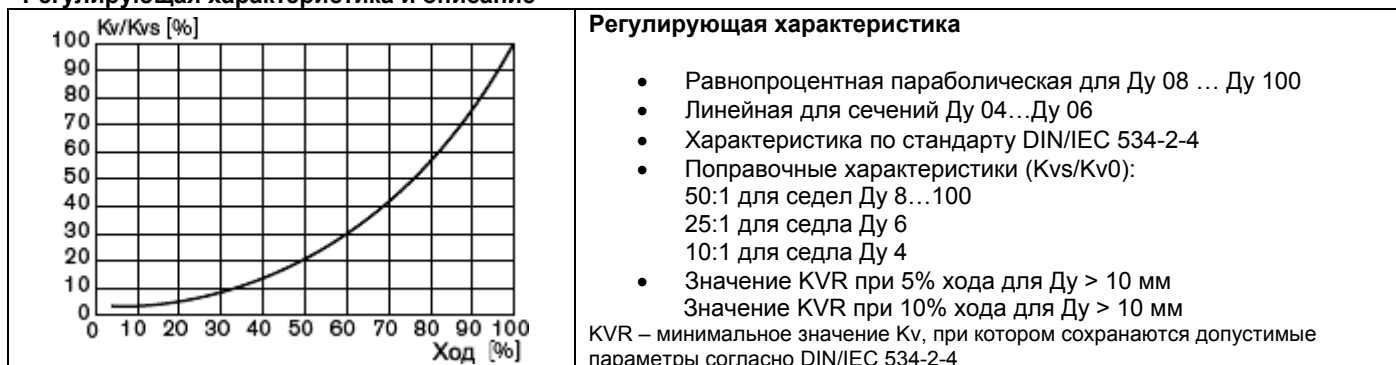 Регулирующая характеристика и описание
Kv/Kvs [%]
100
90
80
70
60
50
40
30
20
10
0
0 10 20 30 40 50 60 70 80 90 100
Ход [%]
Регулирующая характеристика
• Равнопроцентная параболическая для Ду 08 … Ду 100
• Линейная для сечений Ду 04…Ду 06
• Характеристика по стандарту DIN/IEC 534-2-4
• Поправочные характеристики (Kvs/Kv0):
50:1 для седел Ду 8…100
25:1 для седла Ду 6
10:1 для седла Ду 4
• Значение KVR при 5% хода для Ду > 10 мм
Значение KVR при 10% хода для Ду > 10 мм
KVR – минимальное значение Kv, при котором сохранаются допустимые
параметры согласно DIN/IEC 534-2-4